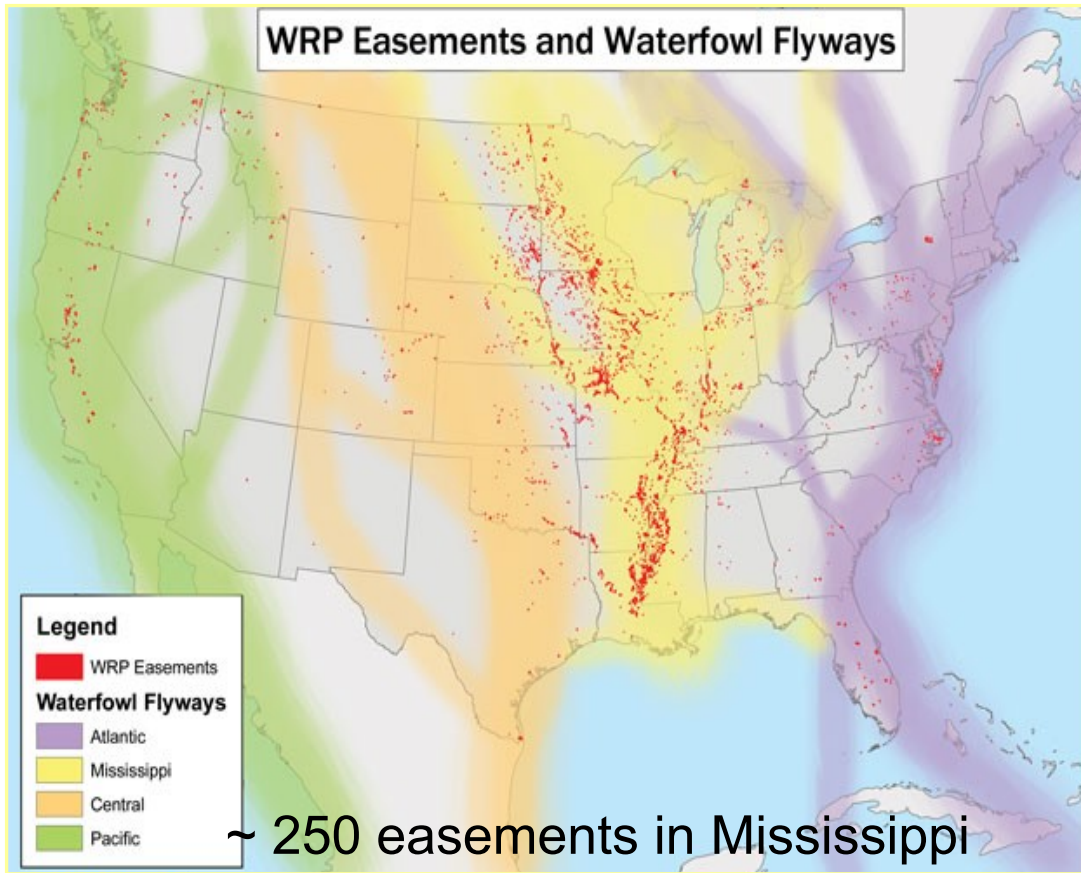 WRP Easements and Waterfowl Flyways
Legend
WRP Easements
Waterfowl Flyways
Atlantic
Mississippi
Central
Pacific
~ 250 easements in Mississippi